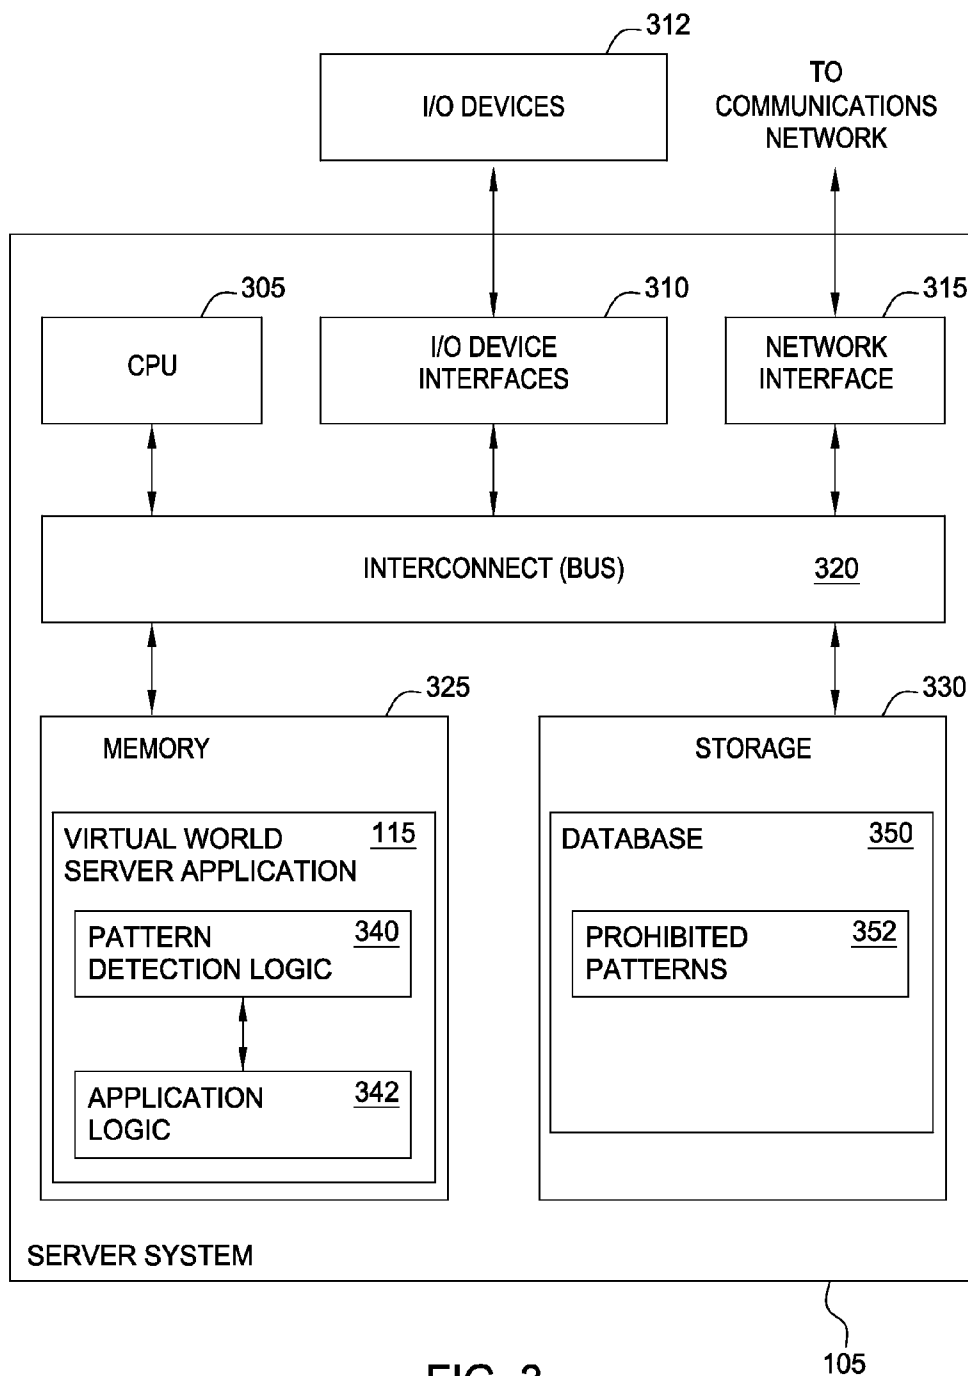 312
I/O DEVICES
TO
COMMUNICATIONS
NETWORK
305
310
315
CPU
I/O DEVICE
INTERFACES
NETWORK
INTERFACE
INTERCONNECT (BUS) 320
325
330
MEMORY
STORAGE
VIRTUAL WORLD 115
SERVER APPLICATION
DATABASE 350
PATTERN 340
DETECTION LOGIC
PROHIBITED 352
PATTERNS
APPLICATION 342
LOGIC
SERVER SYSTEM
105
FIG. 3